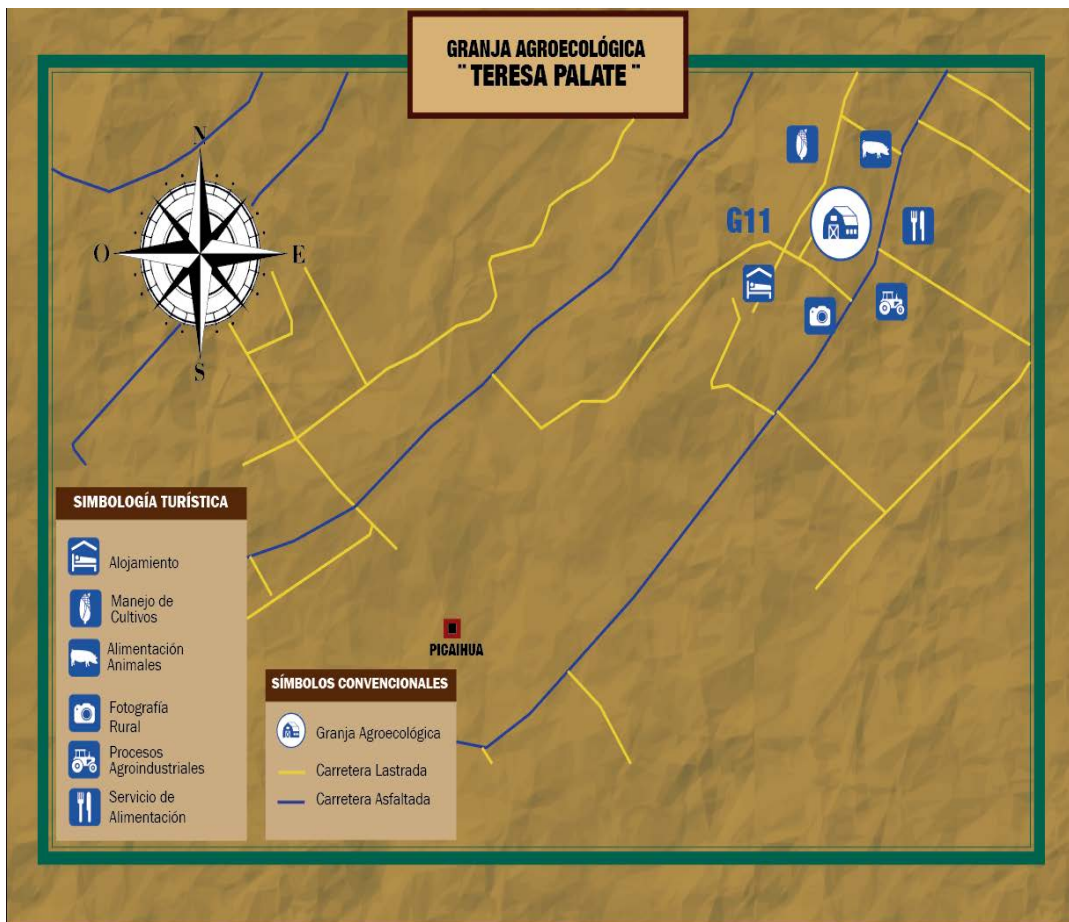 GRANJA AGROECOLÓGICA
¨ TERESA PALATE ¨
N
O
E
S
G11
SIMBOLOGÍA TURÍSTICA
Alojamiento
Manejo de
Cultivos
Alimentación
Animales
Fotografía
Rural
Procesos
Agroindustriales
Servicio de
Alimentación
PICAIHUA
SÍMBOLOS CONVENCIONALES
Granja Agroecológica
Carretera Lastrada
Carretera Asfaltada